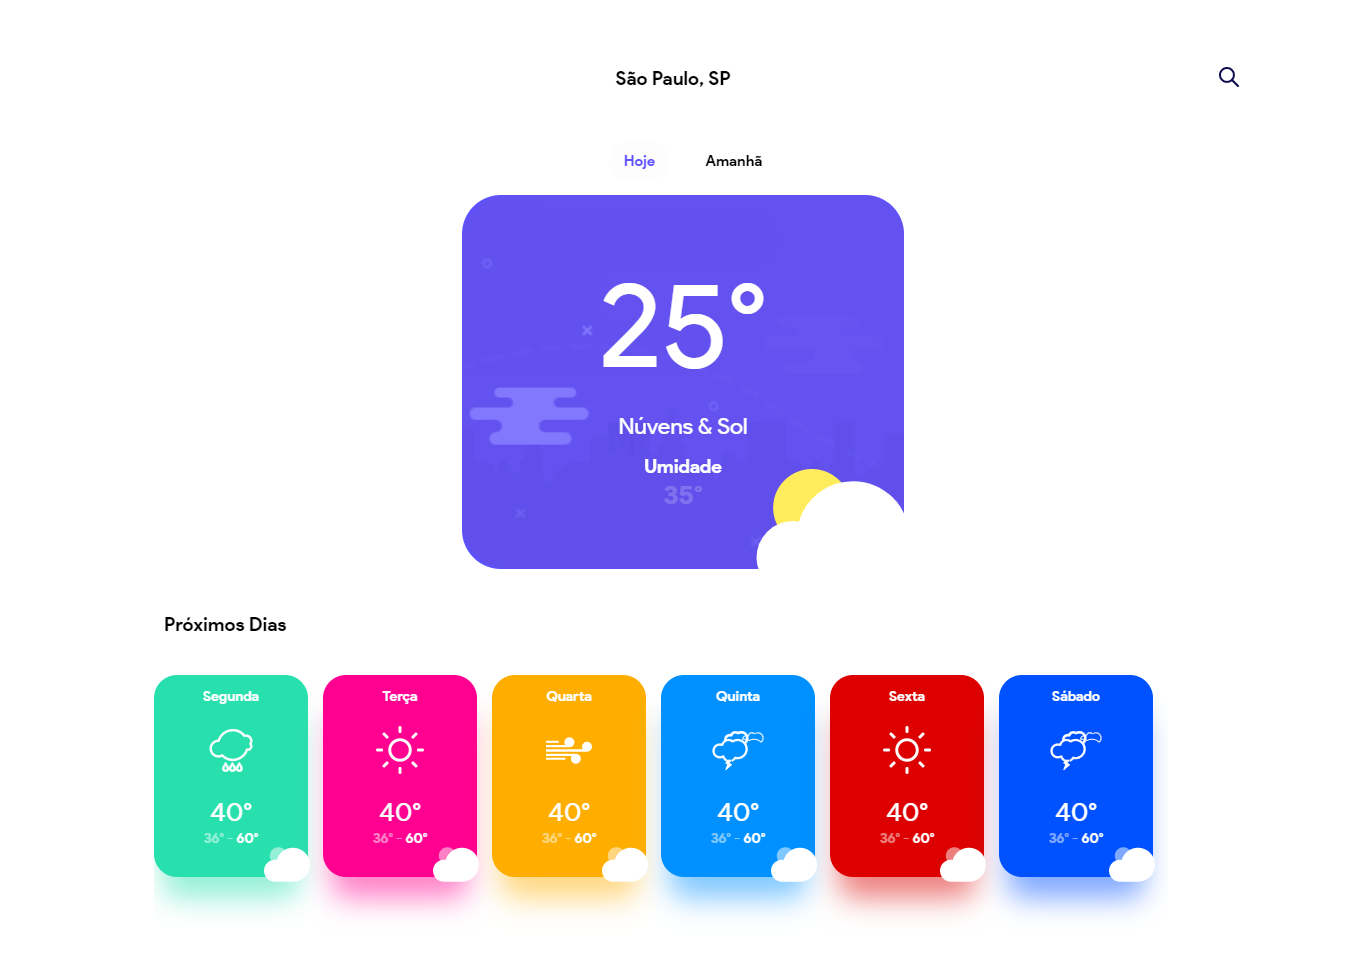 São Paulo, SP
Hoje Amanhã
25°
Núvens & Sol
Umidade
35°
Próximos Dias
Segunda
40°
36° - 60°
Terça
40°
36° - 60°
Quarta
40°
36° - 60°
Quinta
40°
36° - 60°
Sexta
40°
36° - 60°
Sábado
40°
36° - 60°